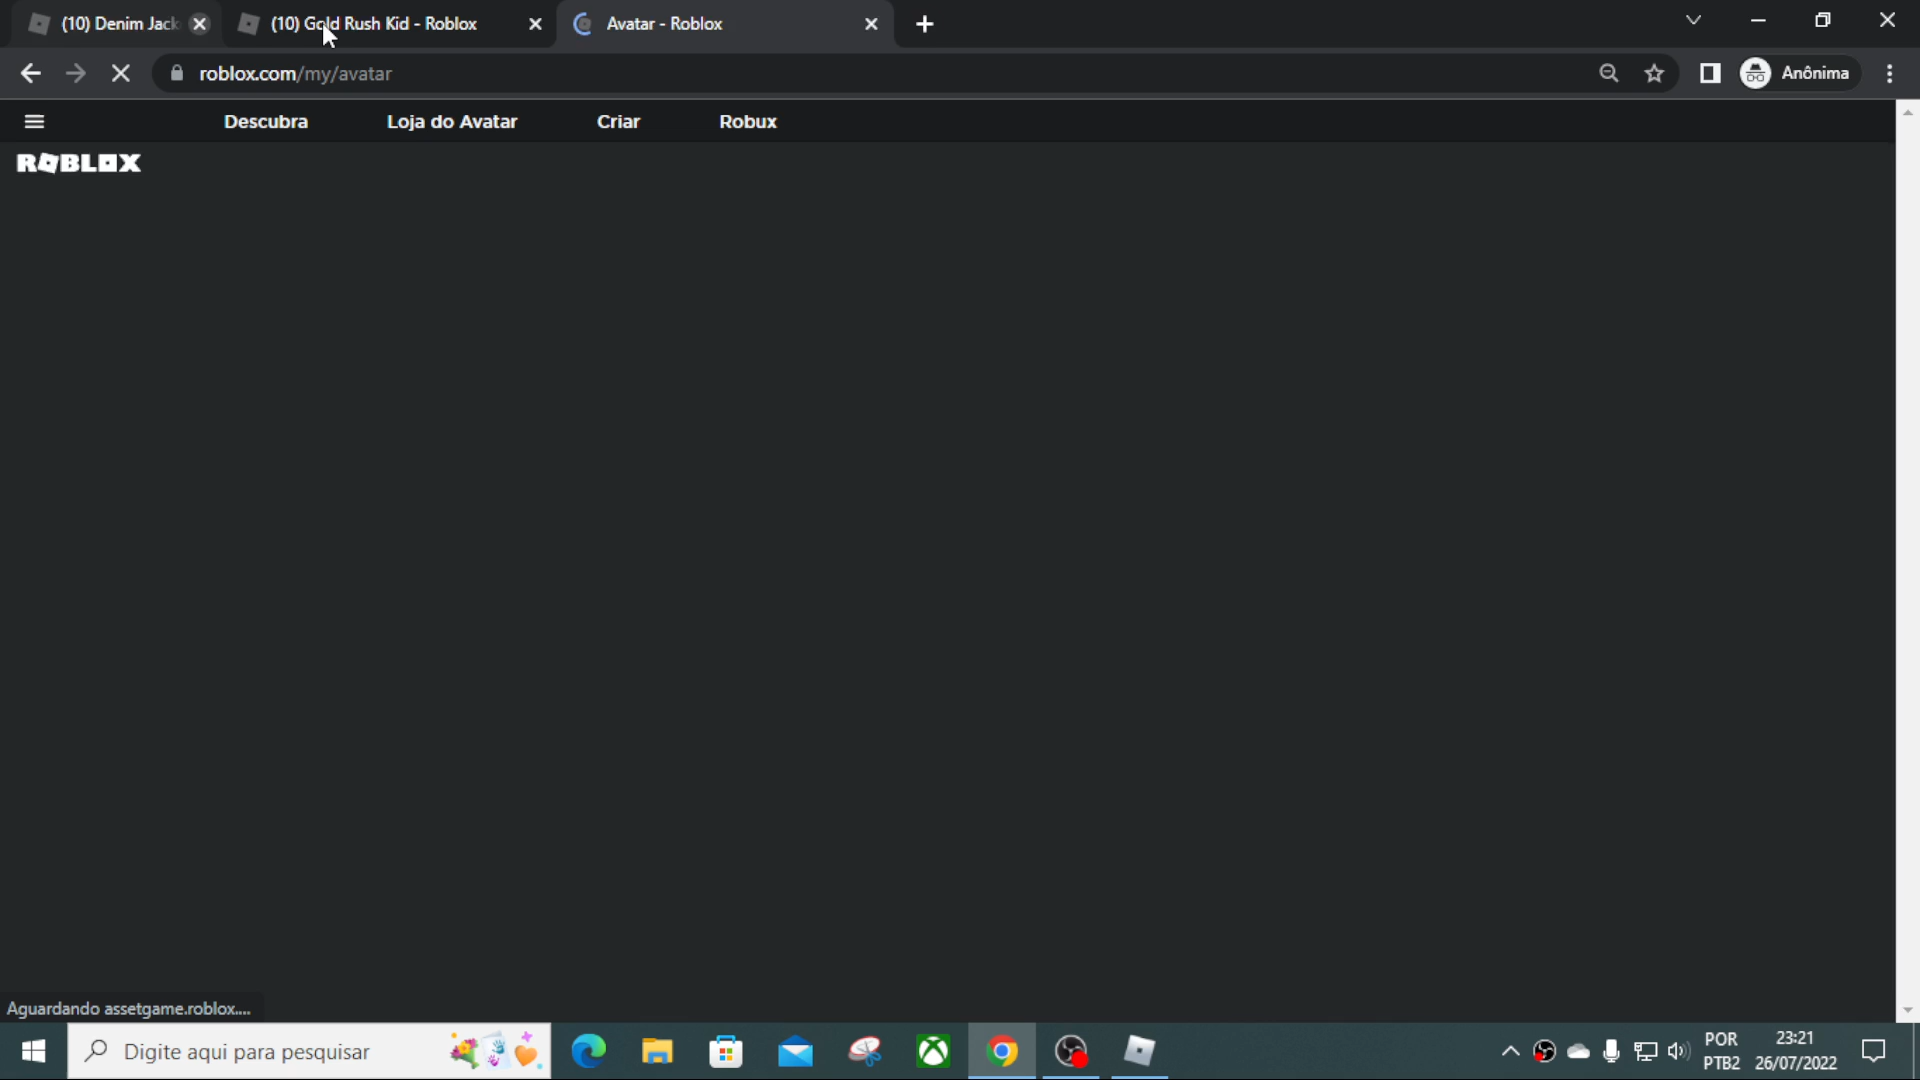 (10) Denim Jack
(10) Gold Rush Kid - Roblox
Avatar - Roblox
roblox.com/my/avatar
Anônima
Descubra
Loja do Avatar
Criar
Robux
ROBLOX
Aguardando assetgame.roblox....
Digite aqui para pesquisar
POR
PTB2
23:21
26/07/2022